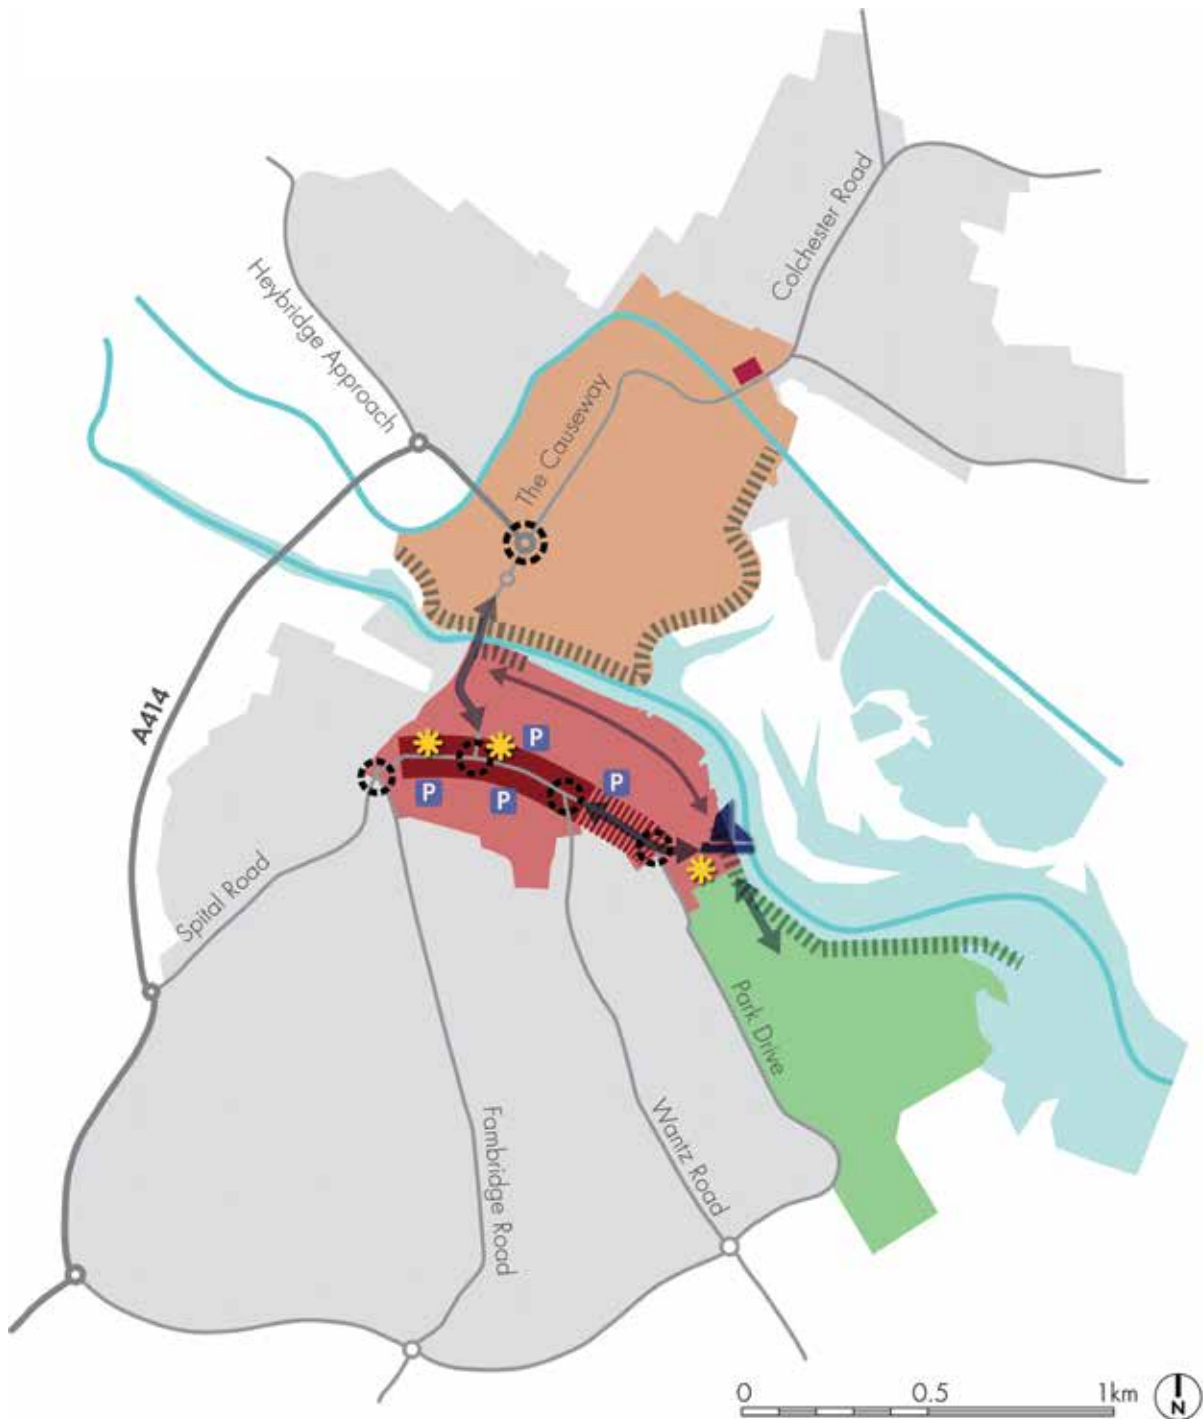 Colchester Road
Heybridge Approach
The Causeway
A414
P
P
P
P
Spital Road
Park Drive
Fambridge Road
Wantz Road
0 0.5 1km
N